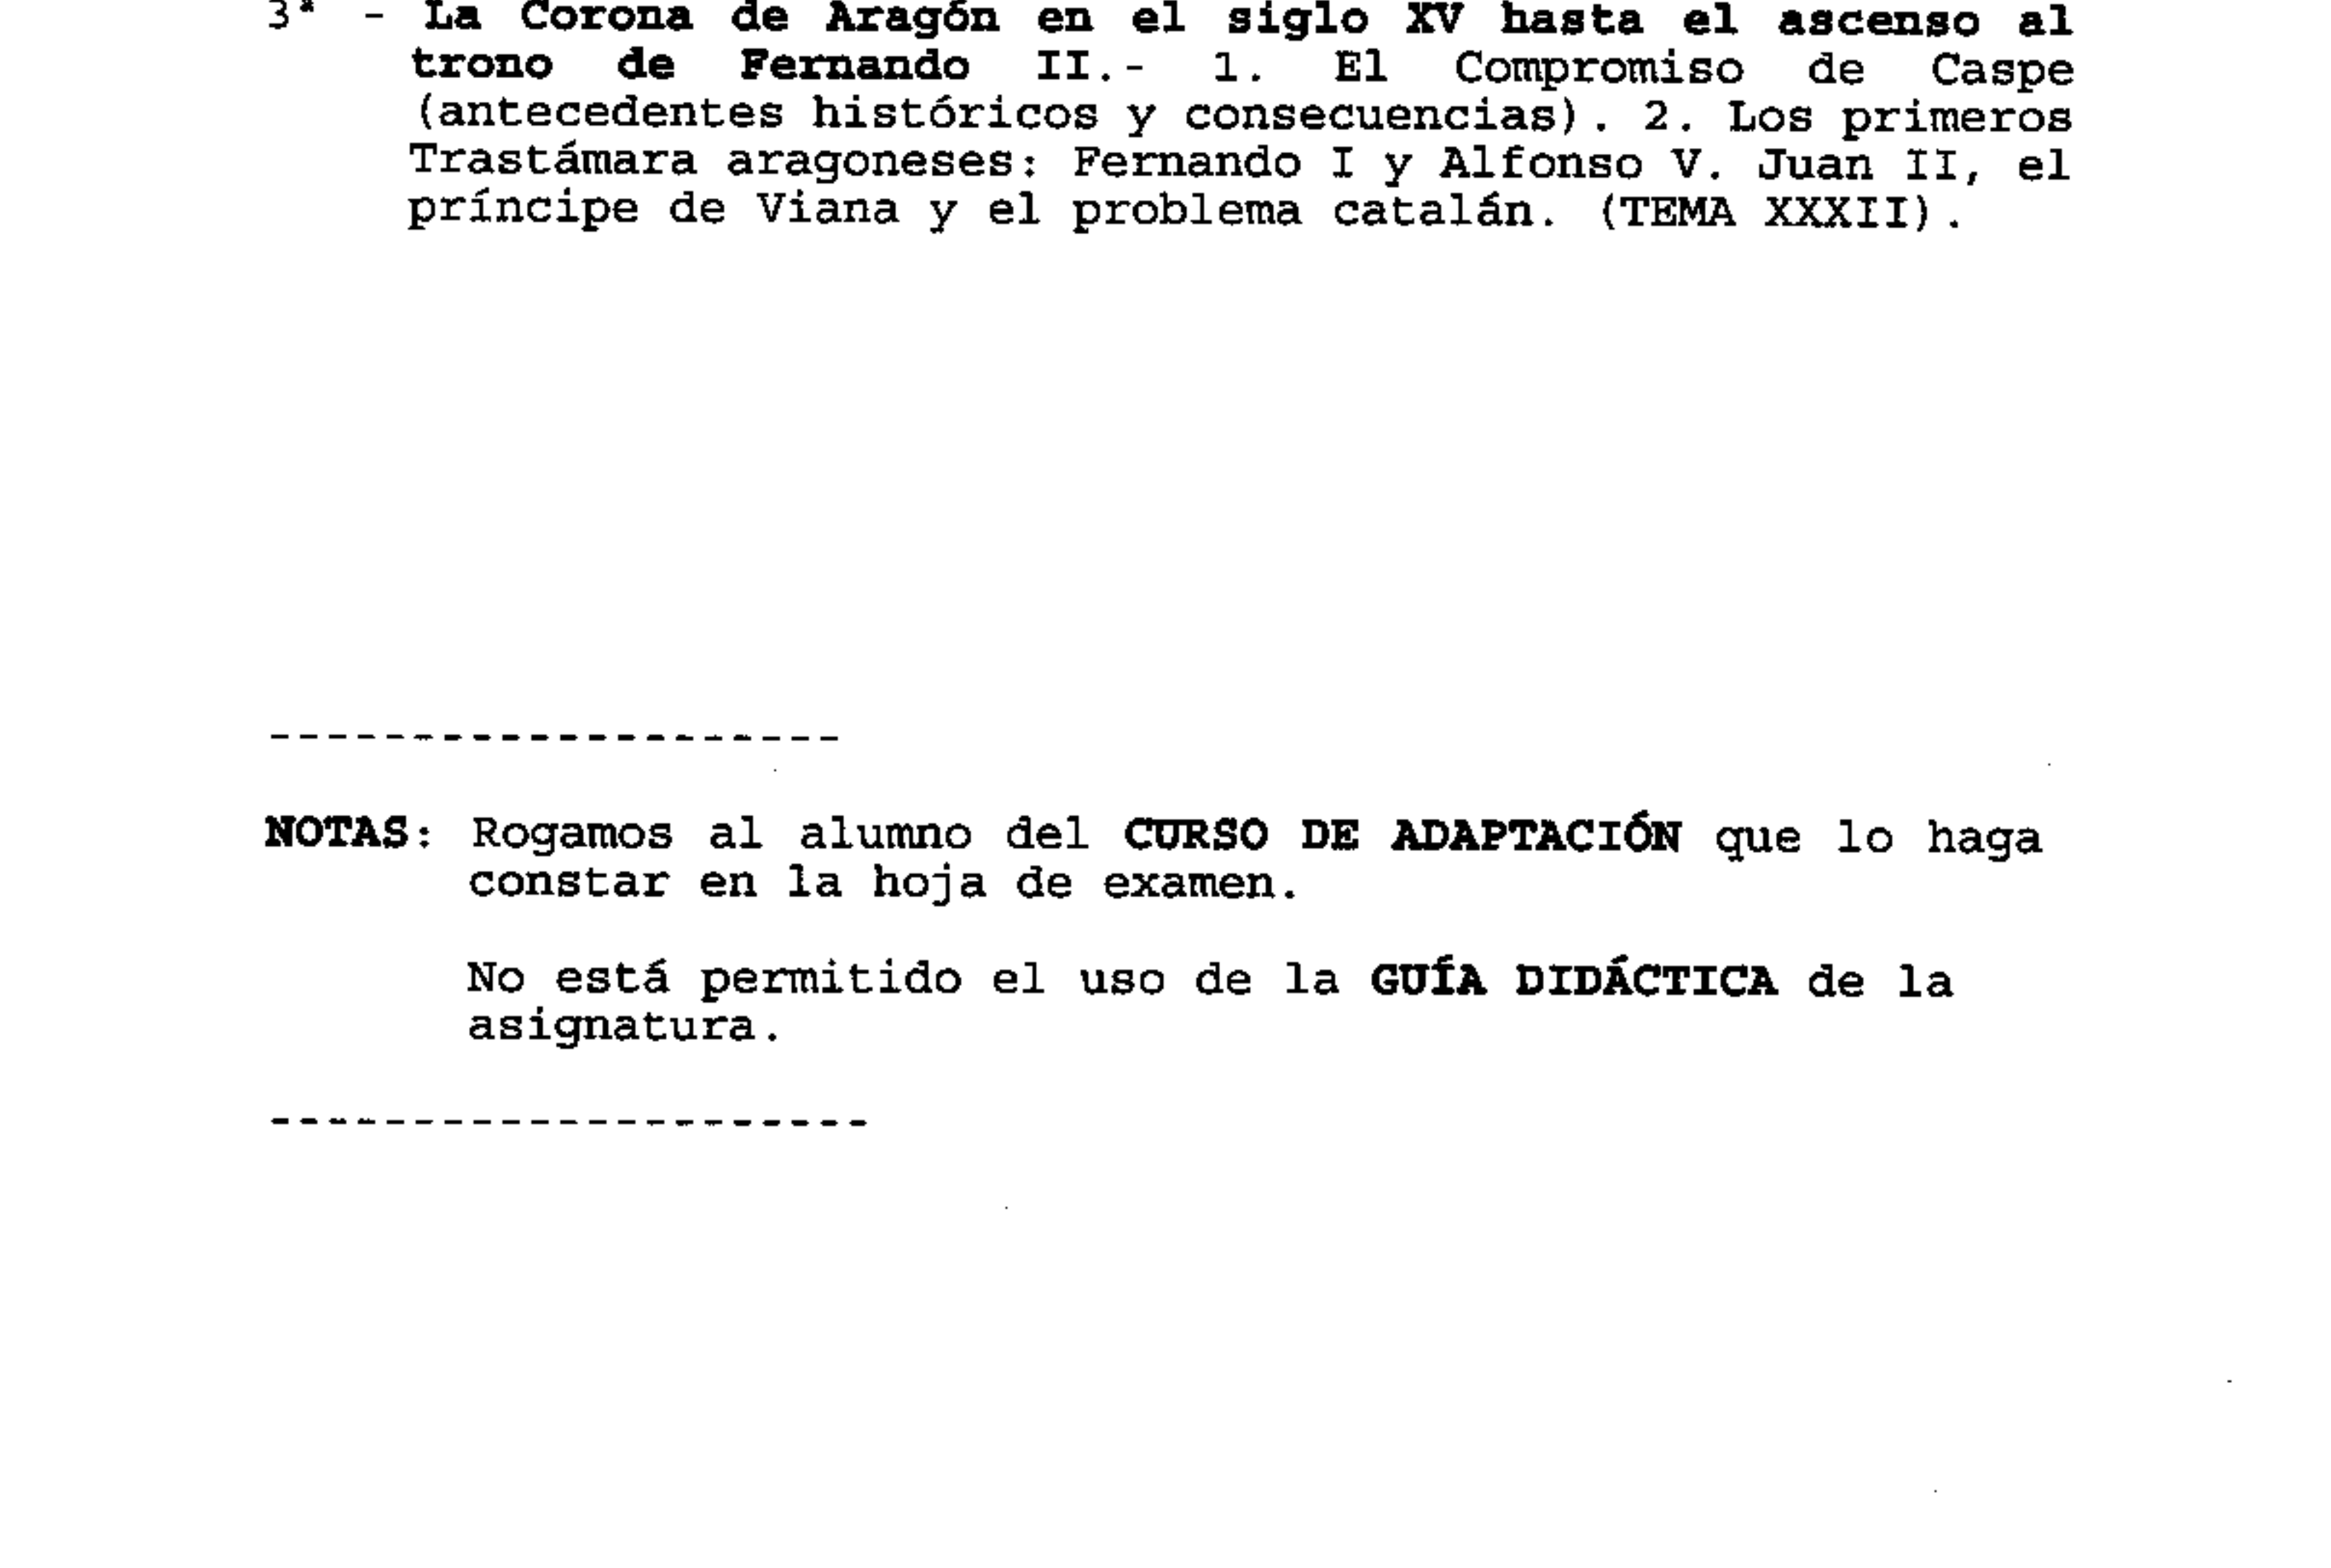 3ª - La Corona de Aragón en el siglo XV hasta el ascenso al
trono de Fernando II.- 1. El Compromiso de Caspe
(antecedentes históricos y consecuencias). 2. Los primeros
Trastámara aragoneses: Fernando I y Alfonso V. Juan II, el
príncipe de Viana y el problema catalán. (TEMA XXXII).
--------------------
NOTAS: Rogamos al alumno del CURSO DE ADAPTACIÓN que lo haga
constar en la hoja de examen.
No está permitido el uso de la GUÍA DIDÁCTICA de la
asignatura.
---------------------